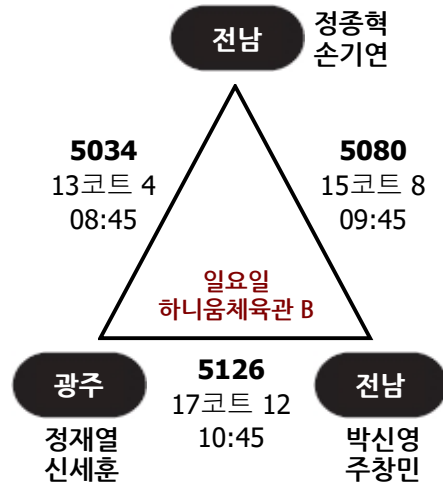 전남
정종혁
손기연
5034
13코트 4
08:45
5080
15코트 8
09:45
일요일
하니움체육관 B
광주
정재열
신세훈
5126
17코트 12
10:45
전남
박신영
주창민